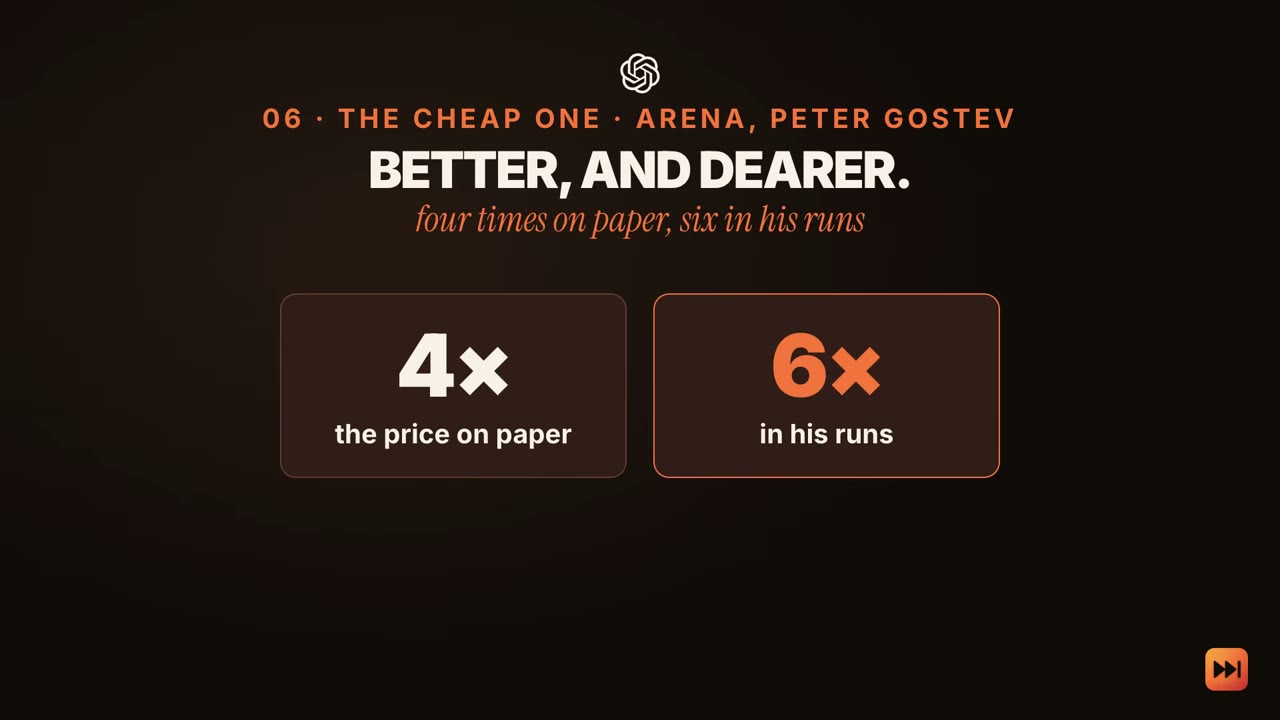 06 · THE CHEAP ONE · ARENA, PETER GOSTEV
BETTER, AND DEARER.
four times on paper, six in his runs
4×
the price on paper
6×
in his runs